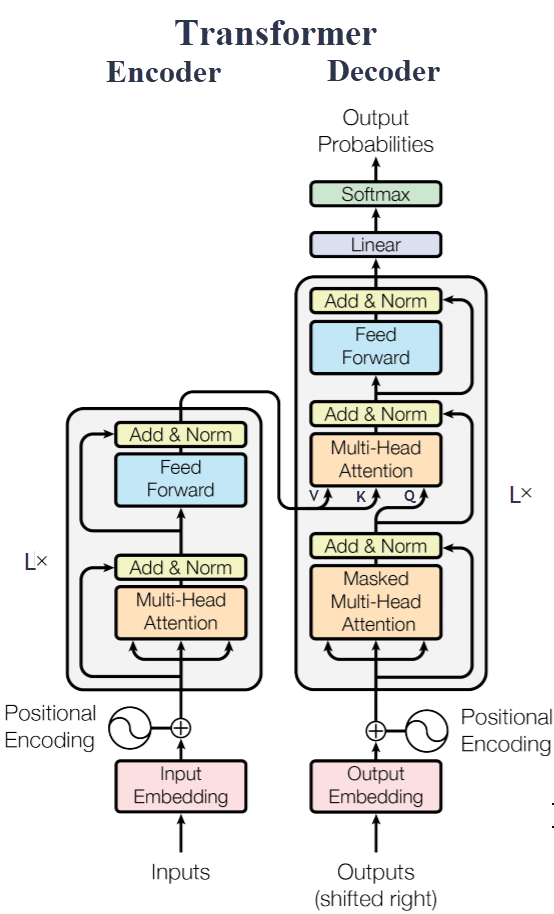 Transformer
Encoder
Decoder
Output
Probabilities
Softmax
Linear
Add & Norm
Feed
Forward
Add & Norm
Multi-Head
Attention
V
K
Q
Add & Norm
Masked
Multi-Head
Attention
L×
Add & Norm
Feed
Forward
Add & Norm
Multi-Head
Attention
L×
Positional
Encoding
Positional
Encoding
Input
Embedding
Output
Embedding
Inputs
Outputs
(shifted right)